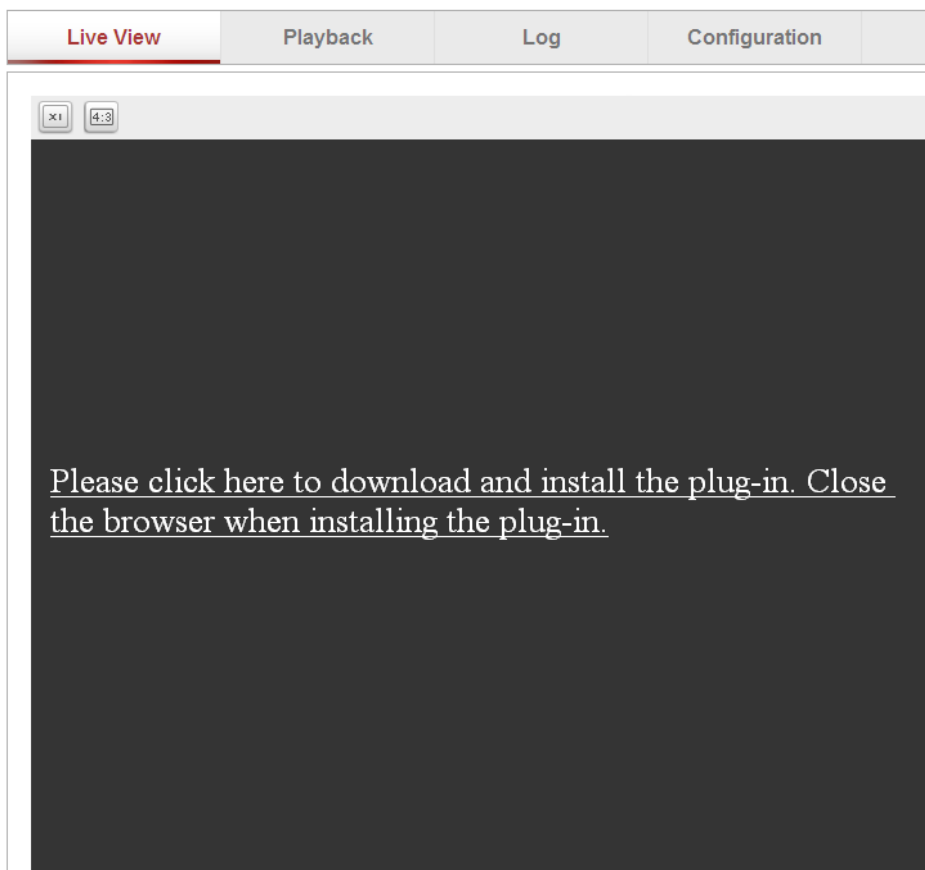 Live View Playback Log Configuration
X1 4:3
Please click here to download and install the plug-in. Close
the browser when installing the plug-in.